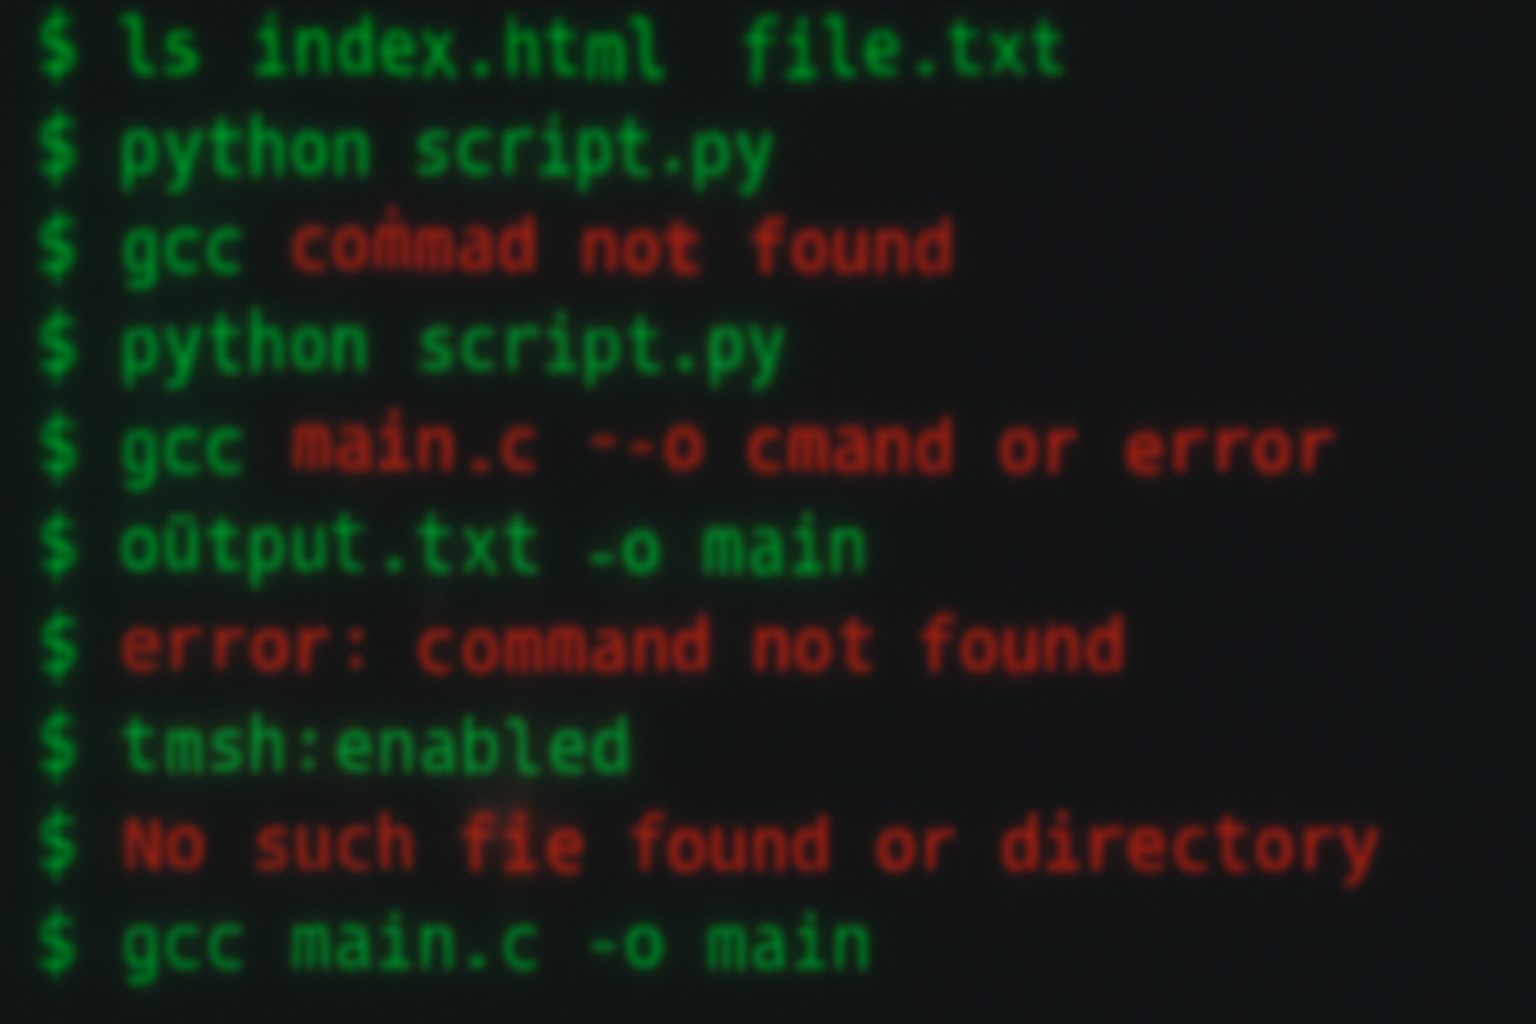 $ ls index.html file.txt
$ python script.py
$ gcc commad not found
$ python script.py
$ gcc main.c --o cmand or error
$ oūtput.txt -o main
$ error: command not found
$ tmsh:enabled
$ No such fie found or directory
$ gcc main.c -o main